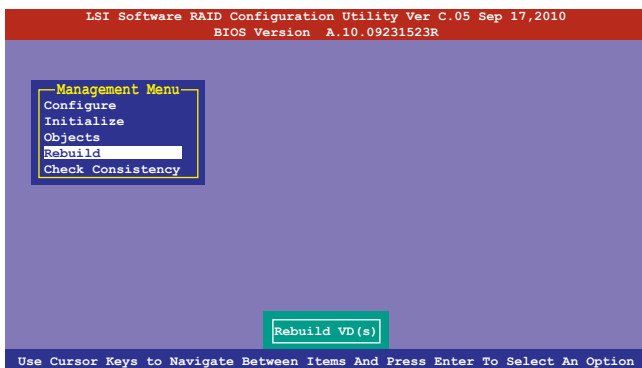 LSI Software RAID Configuration Utility Ver C.05 Sep 17,2010
BIOS Version A.10.09231523R
Management Menu
Configure
Initialize
Objects
Rebuild
Check Consistency
Rebuild VD(s)
Use Cursor Keys to Navigate Between Items And Press Enter To Select An Option